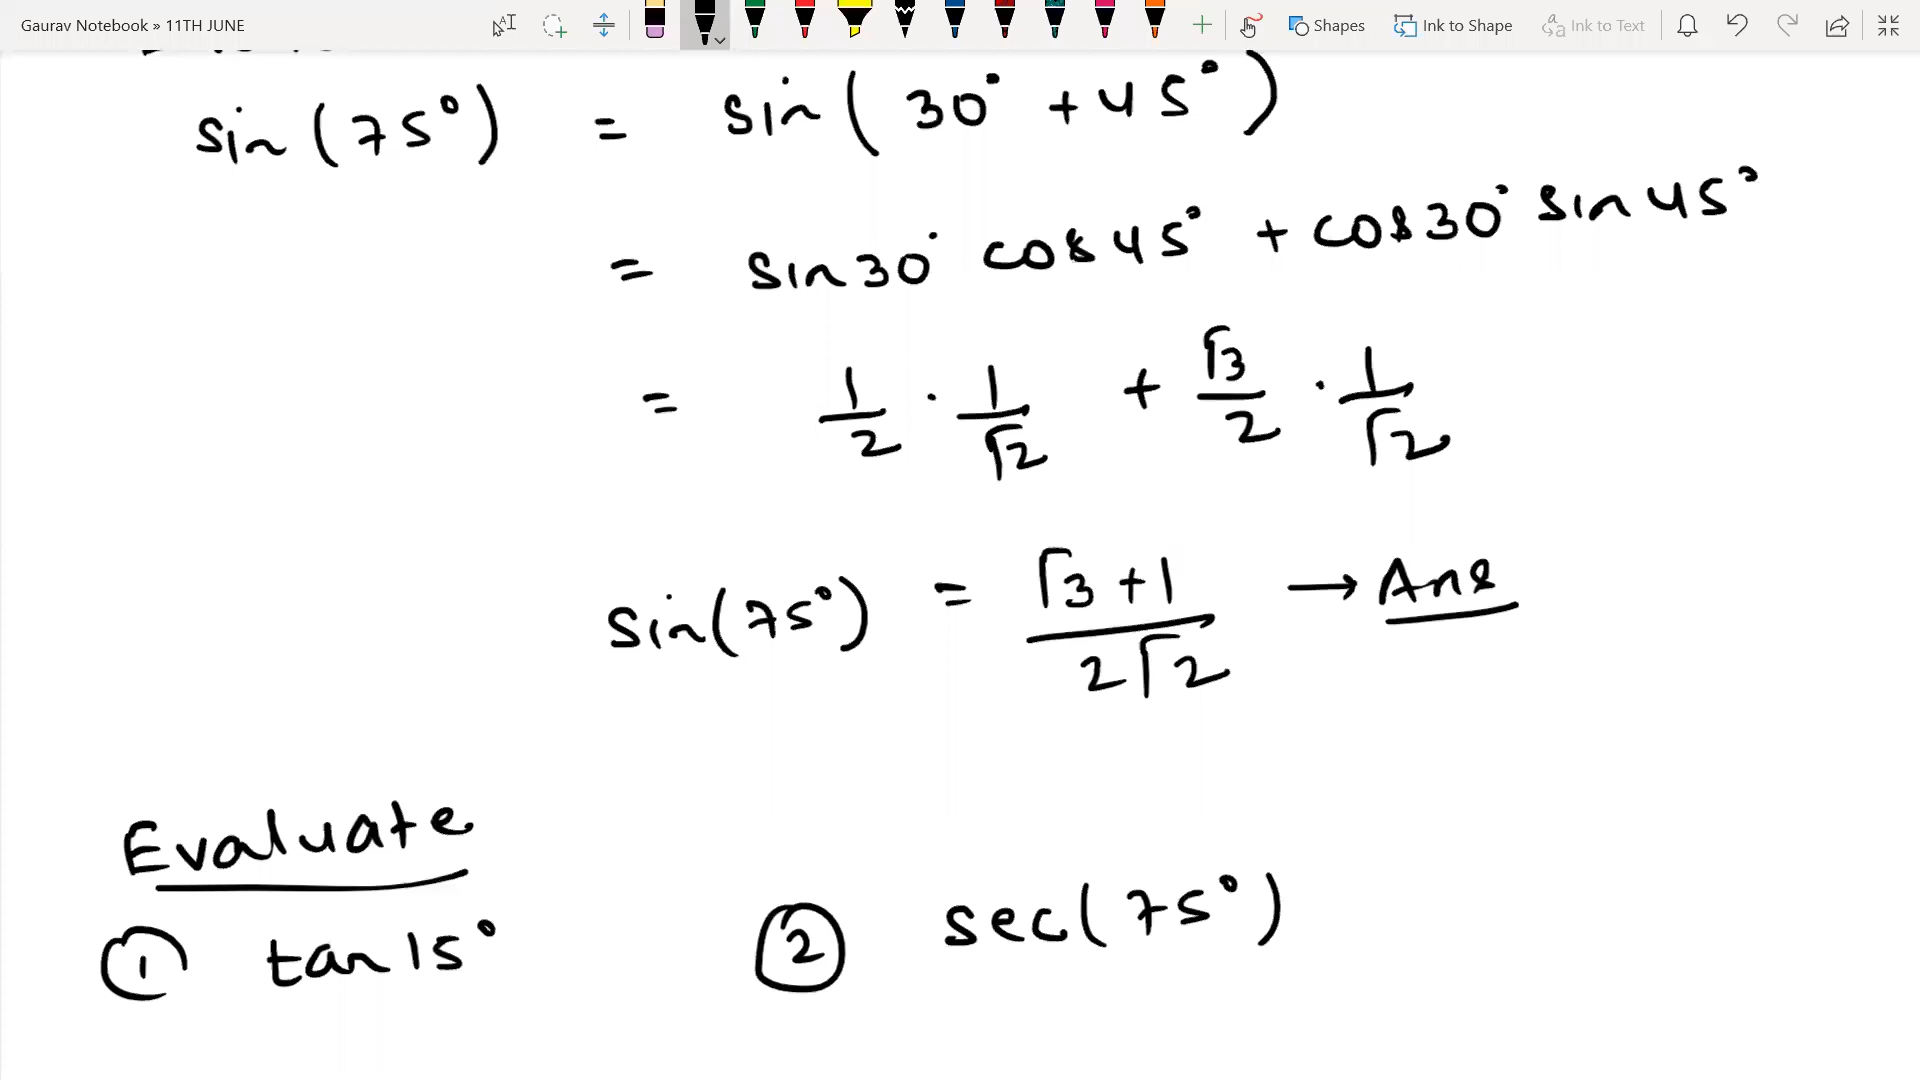 Gaurav Notebook » 11TH JUNE
Shapes
Ink to Shape
Ink to Text
sin(75°) = sin(30° + 45°)
= sin30° cos45° + cos30° sin45°
= 1/2 · 1/√2 + √3/2 · 1/√2
sin(75°) = √3+1/2√2 → Ans
Evaluate
① tan15° ② sec(75°)